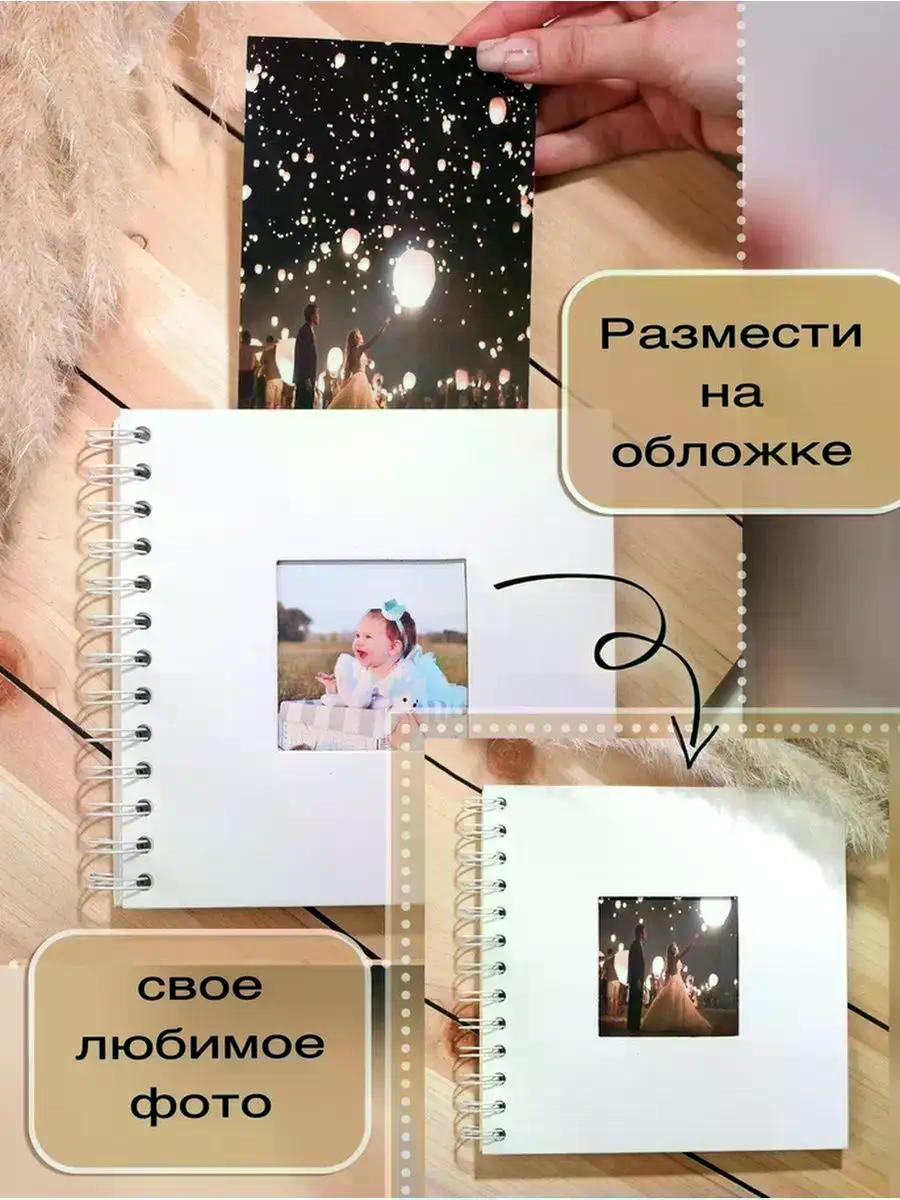 Размести
на
обложке
свое
любимое
фото